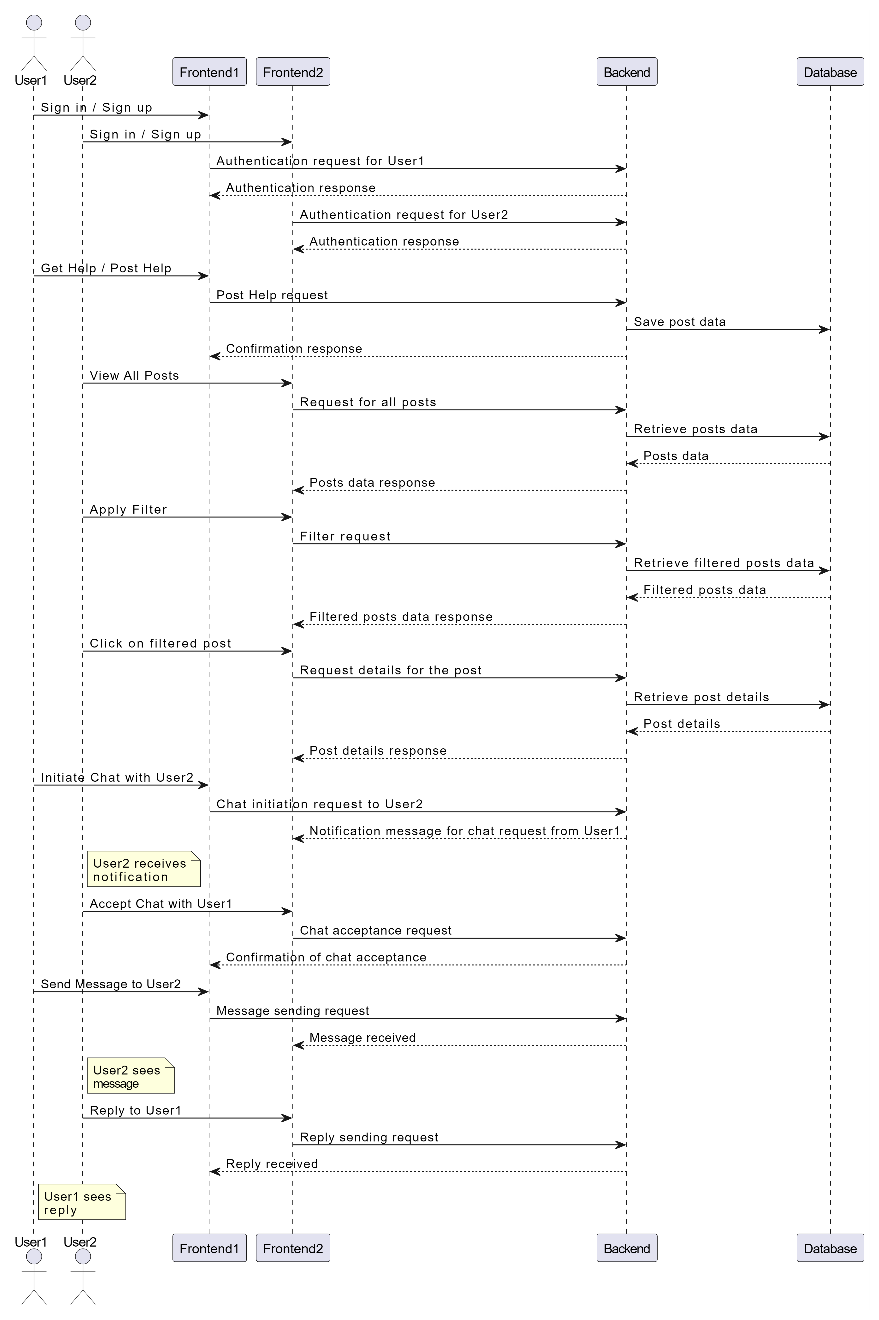 User1 User2 Frontend1 Frontend2 Backend Database
Sign in / Sign up
Sign in / Sign up
Authentication request for User1
Authentication response
Authentication request for User2
Authentication response
Get Help / Post Help
Post Help request
Save post data
Confirmation response
View All Posts
Request for all posts
Retrieve posts data
Posts data
Posts data response
Apply Filter
Filter request
Retrieve filtered posts data
Filtered posts data
Filtered posts data response
Click on filtered post
Request details for the post
Retrieve post details
Post details
Post details response
Initiate Chat with User2
Chat initiation request to User2
Notification message for chat request from User1
User2 receives
notification
Accept Chat with User1
Chat acceptance request
Confirmation of chat acceptance
Send Message to User2
Message sending request
Message received
User2 sees
message
Reply to User1
Reply sending request
Reply received
User1 sees
reply
User1 User2 Frontend1 Frontend2 Backend Database